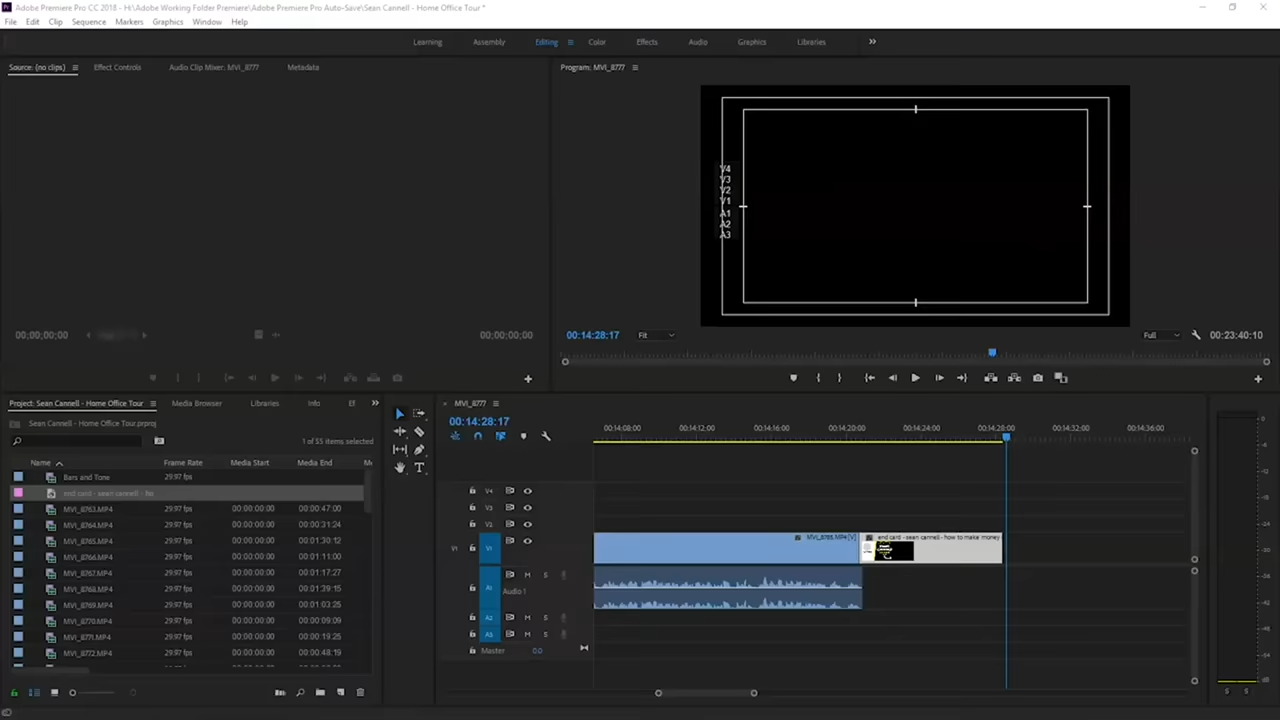 Adobe Premiere Pro CC 2018 - H:\Adobe Working Folder Premiere\Adobe Premiere Pro Auto-Save\Sean Cannell - Home Office Tour *
File Edit Clip Sequence Markers Graphics Window Help
Learning Assembly Editing Color Effects Audio Graphics Libraries
Source: (no clips) Effect Controls Audio Clip Mixer: MVI_8777 Metadata
Program: MVI_8777
V4
V3
V2
V1
A1
A2
A3
00;00;00;00 00;00;00;00
00:14:28:17 Fit Full 00:23:40:10
Project: Sean Cannell - Home Office Tour Media Browser Libraries Info Ef
Sean Cannell - Home Office Tour.prproj
1 of 55 items selected
Name Frame Rate Media Start Media End
Bars and Tone 29.97 fps
end card - sean cannell - ho
MVI_8763.MP4 29.97 fps 00:00:00:00 00:00:47:00
MVI_8764.MP4 29.97 fps 00:00:00:00 00:00:31:24
MVI_8765.MP4 29.97 fps 00:00:00:00 00:01:30:12
MVI_8766.MP4 29.97 fps 00:00:00:00 00:01:11:00
MVI_8767.MP4 29.97 fps 00:00:00:00 00:01:17:27
MVI_8768.MP4 29.97 fps 00:00:00:00 00:01:39:15
MVI_8769.MP4 29.97 fps 00:00:00:00 00:01:03:25
MVI_8770.MP4 29.97 fps 00:00:00:00 00:00:09:09
MVI_8771.MP4 29.97 fps 00:00:00:00 00:00:19:25
MVI_8772.MP4 29.97 fps 00:00:00:00 00:00:48:19
MVI_8777
00:14:28:17
00:14:08:00 00:14:12:00 00:14:16:00 00:14:20:00 00:14:24:00 00:14:28:00 00:14:32:00 00:14:36:00
V4
V3
V2
V1 V1
MVI_8785.MP4 [V] end card - sean cannell - how to make money
A1 M S
Audio 1
A2 M S
A3 M S
Master 0.0
0
-6
-12
-18
-24
-30
-36
-42
-48
-54
dB
S S